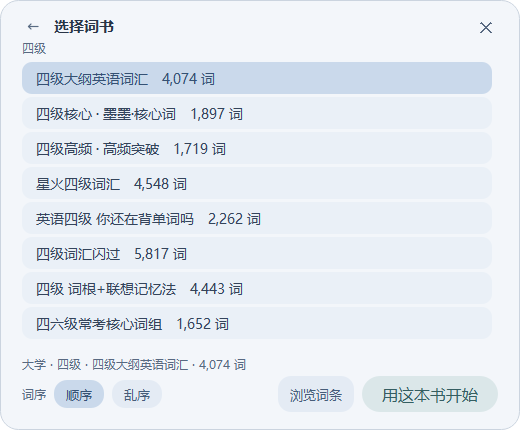 ← 选择词书 ×
四级
四级大纲英语词汇 4,074 词
四级核心 · 墨墨·核心词 1,897 词
四级高频 · 高频突破 1,719 词
星火四级词汇 4,548 词
英语四级 你还在背单词吗 2,262 词
四级词汇闪过 5,817 词
四级 词根+联想记忆法 4,443 词
四六级常考核心词组 1,652 词
大学 · 四级 · 四级大纲英语词汇 · 4,074 词
词序 顺序 乱序 浏览词条 用这本书开始